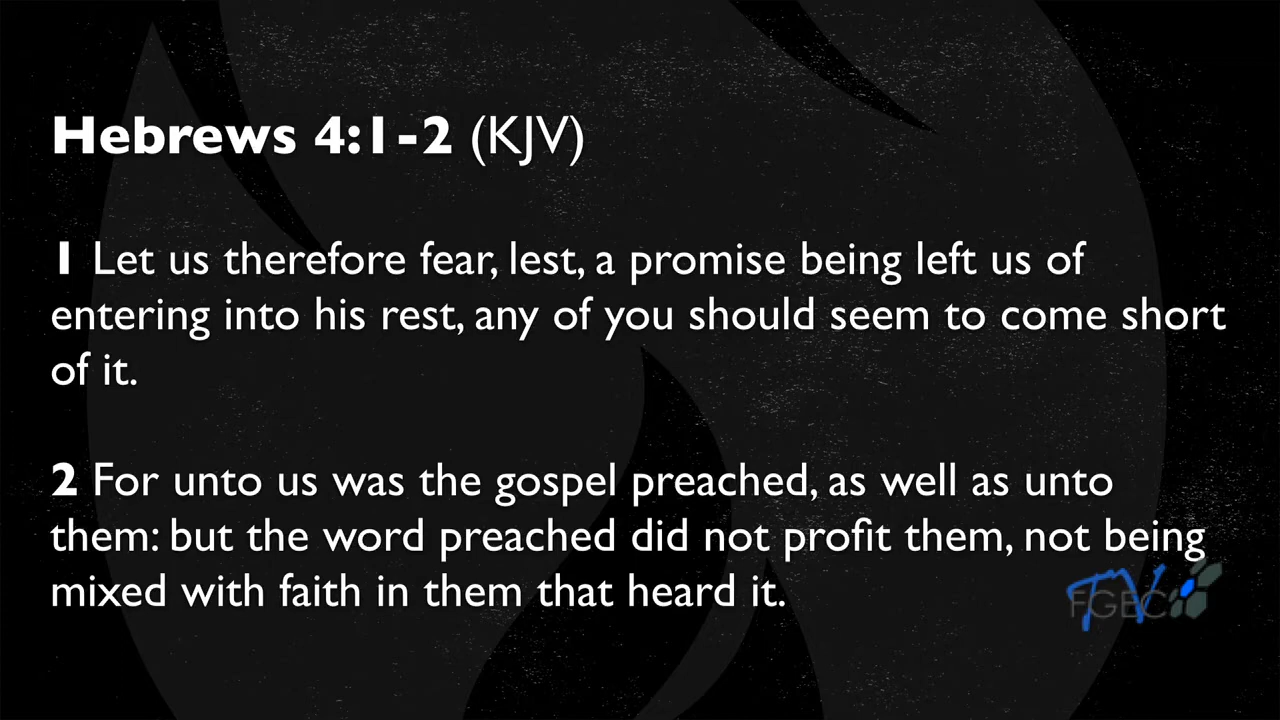 Hebrews 4:1-2 (KJV)
1 Let us therefore fear, lest, a promise being left us of
entering into his rest, any of you should seem to come short
of it.
2 For unto us was the gospel preached, as well as unto
them: but the word preached did not profit them, not being
mixed with faith in them that heard it.
FGEC
TV